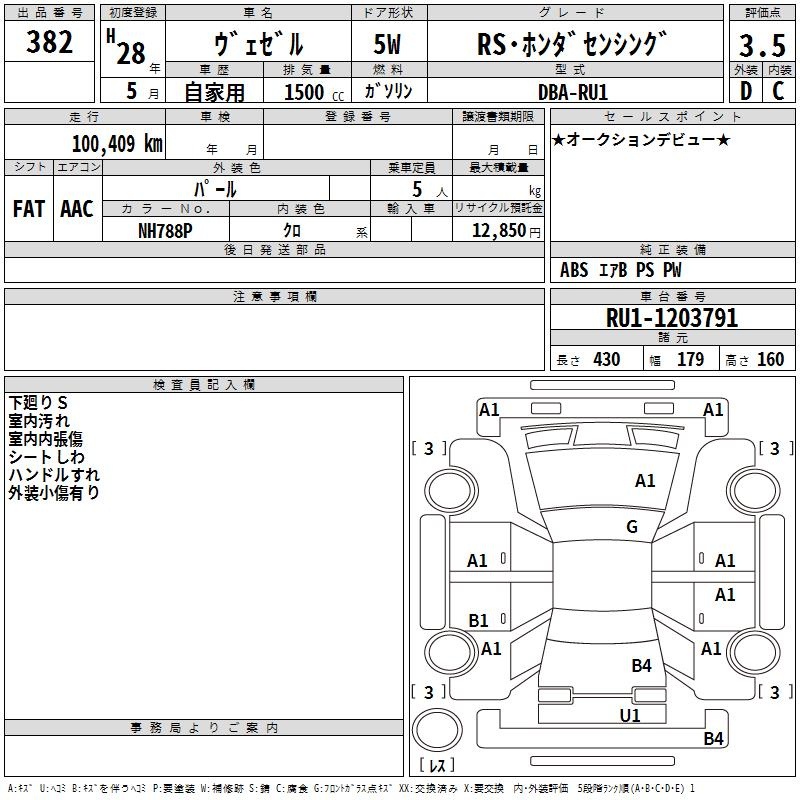 出品番号 初度登録 車名 ドア形状 グレード 評価点
382 H28年 ヴェゼル 5W RS・ホンダセンシング 3.5
車歴 排気量 燃料 型式 外装 内装
5月 自家用 1500 CC ガソリン DBA-RU1 D C
走行 車検 登録番号 譲渡書類期限 セールスポイント
100,409 km 年 月 月 日 ★オークションデビュー★
シフト エアコン 外装色 乗車定員 最大積載量
FAT AAC パール 5人 kg
カラーNo. 内装色 輸入車 リサイクル預託金
NH788P クロ 系 12,850円
後日発送部品 純正装備
ABS エアB PS PW
注意事項欄 車台番号
RU1-1203791
諸元
長さ 430 幅 179 高さ 160
検査員記入欄
下廻りS
室内汚れ
室内内張傷
シートしわ
ハンドルすれ
外装小傷有り
事務局よりご案内
A1 A1
[3] [3]
A1
G
A1 A1
B1
A1 A1
B4
[3] [3]
U1
B4
[レス]
A:キズ U:ヘコミ B:キズを伴うヘコミ P:要塗装 W:補修跡 S:錆 C:腐食 G:フロントガラス点キズ XX:交換済み X:要交換 内・外装評価 5段階ランク順(A・B・C・D・E) 1